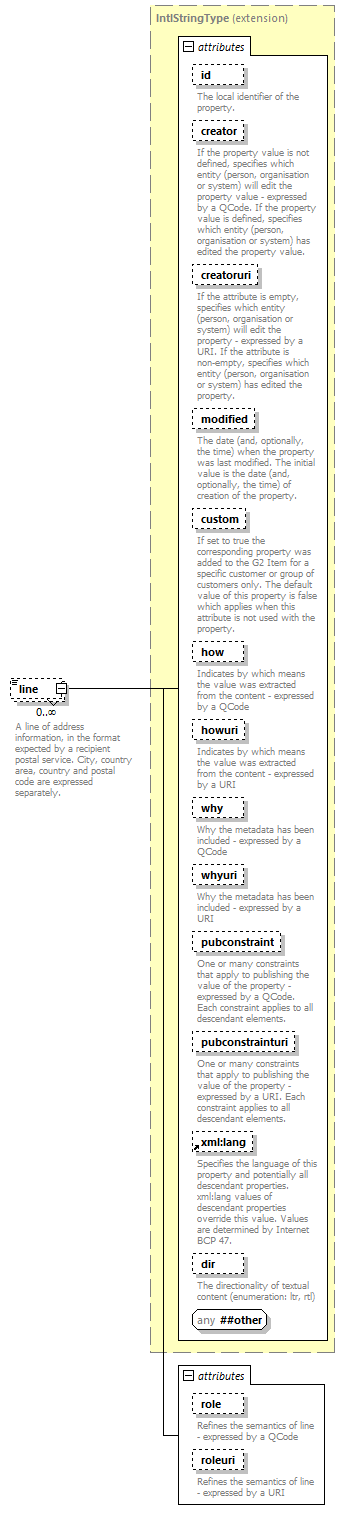 IntlStringType (extension)
attributes
id
The local identifier of the
property.
creator
If the property value is not
defined, specifies which
entity (person, organisation
or system) will edit the
property value - expressed
by a QCode. If the property
value is defined, specifies
which entity (person,
organisation or system) has
edited the property value.
creatoruri
If the attribute is empty,
specifies which entity
(person, organisation or
system) will edit the
property - expressed by a
URI. If the attribute is
non-empty, specifies which
entity (person, organisation
or system) has edited the
property.
modified
The date (and, optionally,
the time) when the property
was last modified. The initial
value is the date (and,
optionally, the time) of
creation of the property.
custom
If set to true the
corresponding property was
added to the G2 Item for a
specific customer or group of
customers only. The default
value of this property is false
which applies when this
attribute is not used with the
property.
how
Indicates by which means
the value was extracted
from the content - expressed
by a QCode
howuri
Indicates by which means
the value was extracted
from the content - expressed
by a URI
why
Why the metadata has been
included - expressed by a
QCode
whyuri
Why the metadata has been
included - expressed by a
URI
pubconstraint
One or many constraints
that apply to publishing the
value of the property -
expressed by a QCode.
Each constraint applies to all
descendant elements.
pubconstrainturi
One or many constraints
that apply to publishing the
value of the property -
expressed by a URI. Each
constraint applies to all
descendant elements.
xml:lang
Specifies the language of this
property and potentially all
descendant properties.
xml:lang values of
descendant properties
override this value. Values
are determined by Internet
BCP 47.
dir
The directionality of textual
content (enumeration: ltr, rtl)
any ##other
line
0..∞
A line of address
information, in the format
expected by a recipient
postal service. City, country
area, country and postal
code are expressed
separately.
attributes
role
Refines the semantics of line
- expressed by a QCode
roleuri
Refines the semantics of line
- expressed by a URI